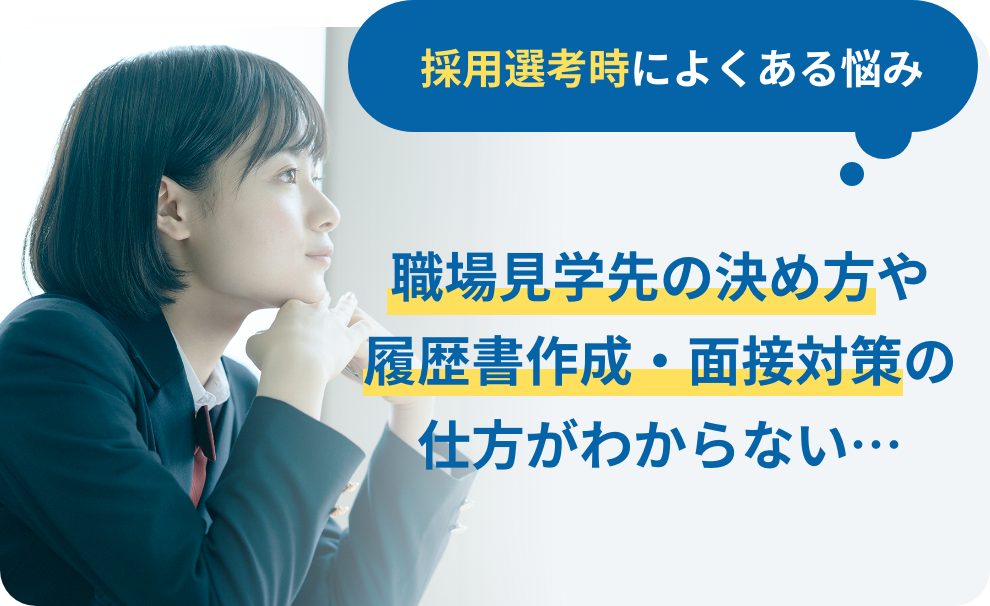 採用選考時によくある悩み
職場見学先の決め方や
履歴書作成・面接対策の
仕方がわからない…